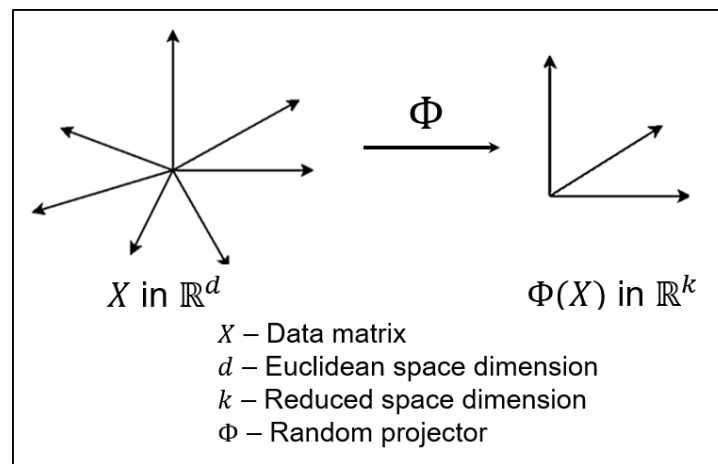 Φ
X in ℝ^d
Φ(X) in ℝ^k
X – Data matrix
d – Euclidean space dimension
k – Reduced space dimension
Φ – Random projector